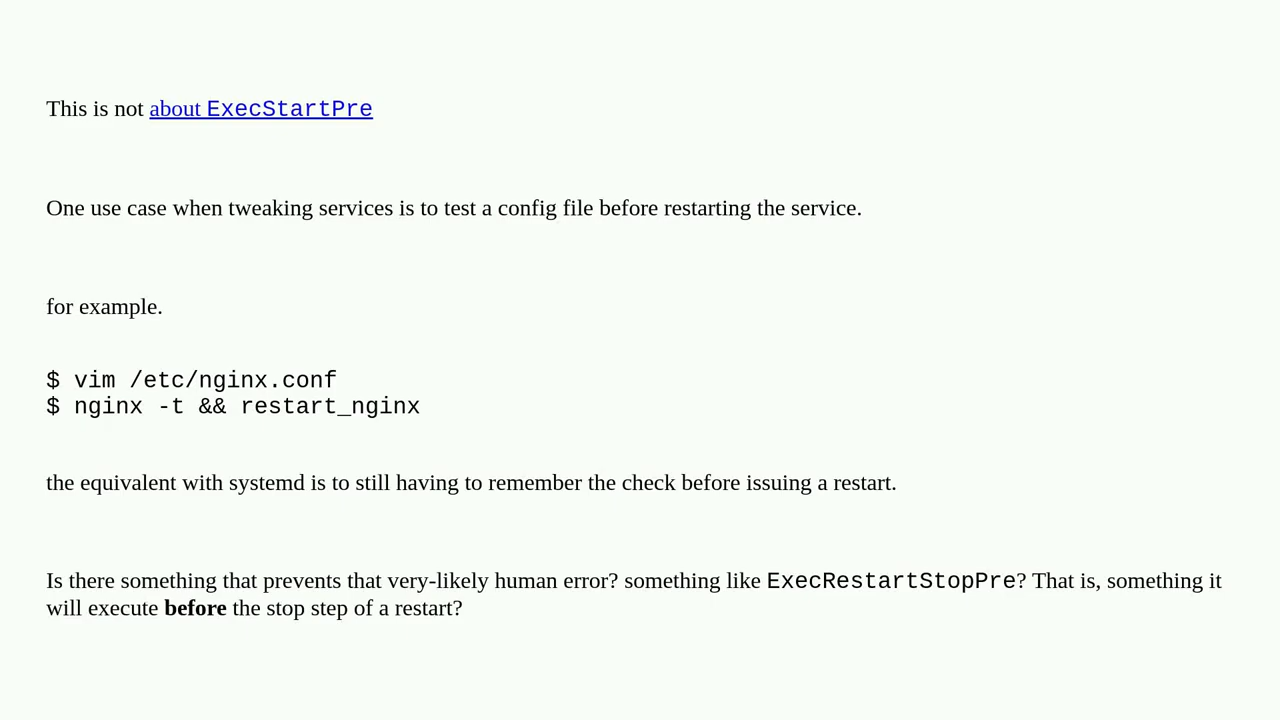 This is not about ExecStartPre
One use case when tweaking services is to test a config file before restarting the service.
for example.
$ vim /etc/nginx.conf
$ nginx -t && restart_nginx
the equivalent with systemd is to still having to remember the check before issuing a restart.
Is there something that prevents that very-likely human error? something like ExecRestartStopPre? That is, something it
will execute before the stop step of a restart?